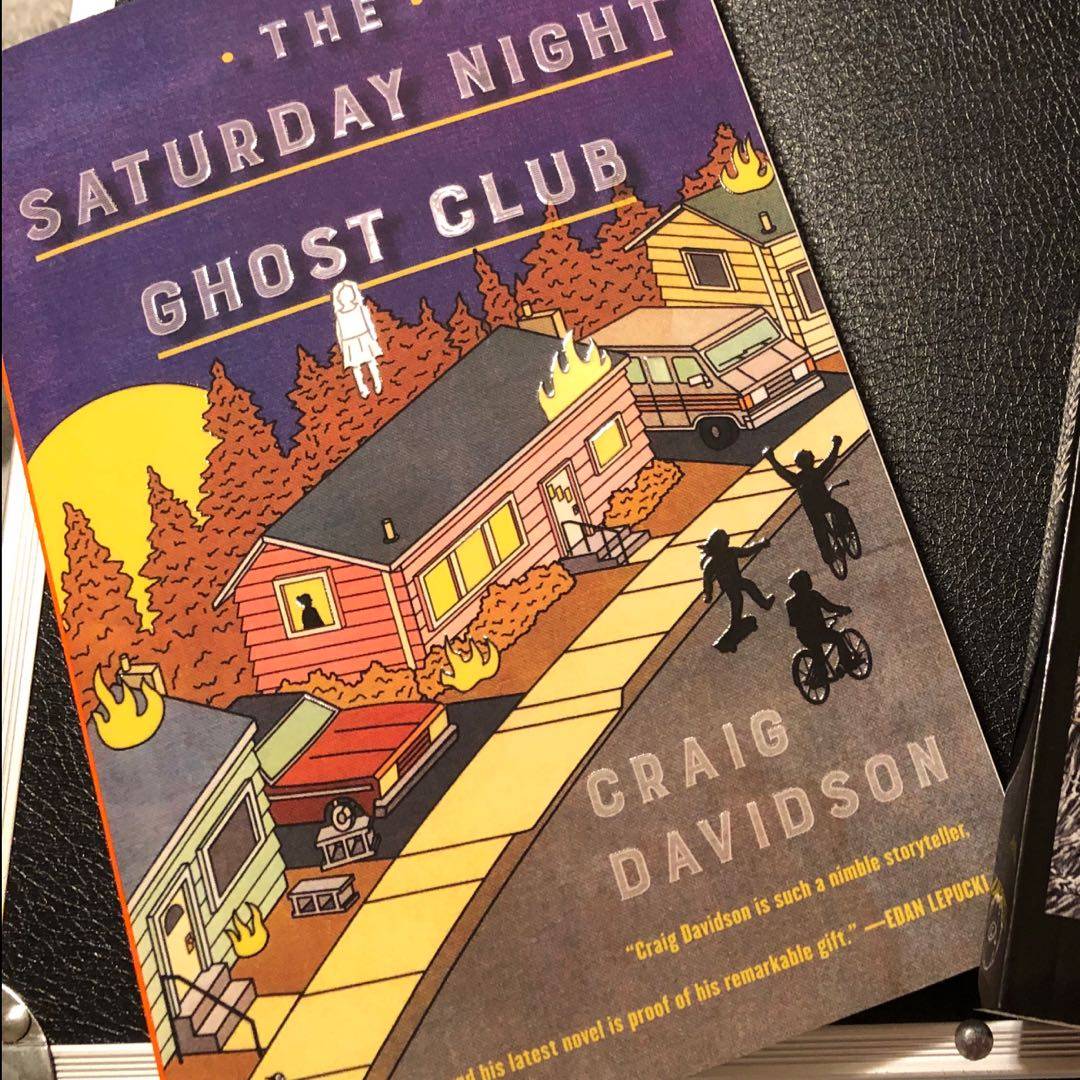 THE
SATURDAY NIGHT
GHOST CLUB
CRAIG
DAVIDSON
“Craig Davidson is such a nimble storyteller,
his latest novel is proof of his remarkable gift.” —EDAN LEPUCKI